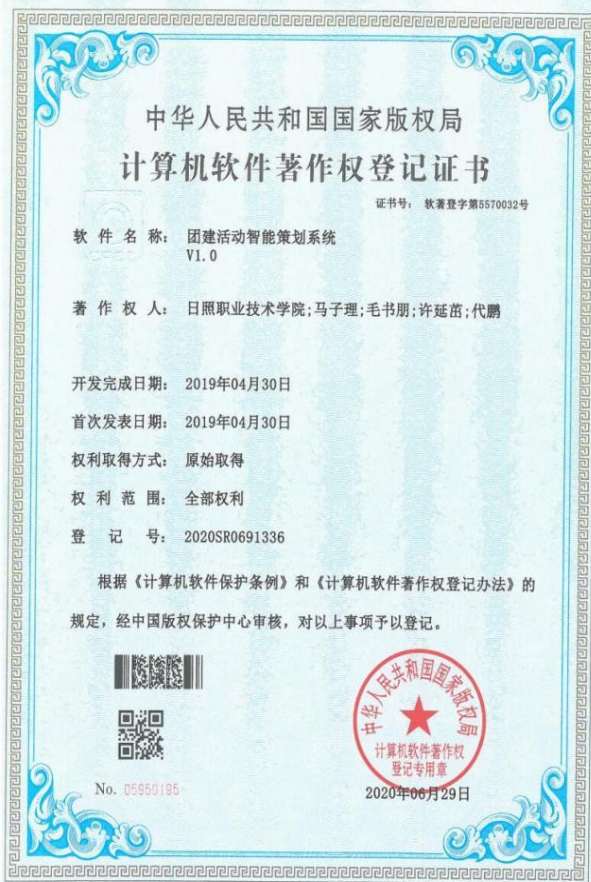 中华人民共和国国家版权局
计算机软件著作权登记证书
证书号： 软著登字第5570032号
软件名称： 团建活动智能策划系统
V1.0
著作权人： 日照职业技术学院;马子理;毛书朋;许延茁;代鹏
开发完成日期： 2019年04月30日
首次发表日期： 2019年04月30日
权利取得方式： 原始取得
权利范围： 全部权利
登记号： 2020SR0691336
根据《计算机软件保护条例》和《计算机软件著作权登记办法》的
规定，经中国版权保护中心审核，对以上事项予以登记。
中华人民共和国国家版权局
计算机软件著作权
登记专用章
No. 05950195
2020年06月29日